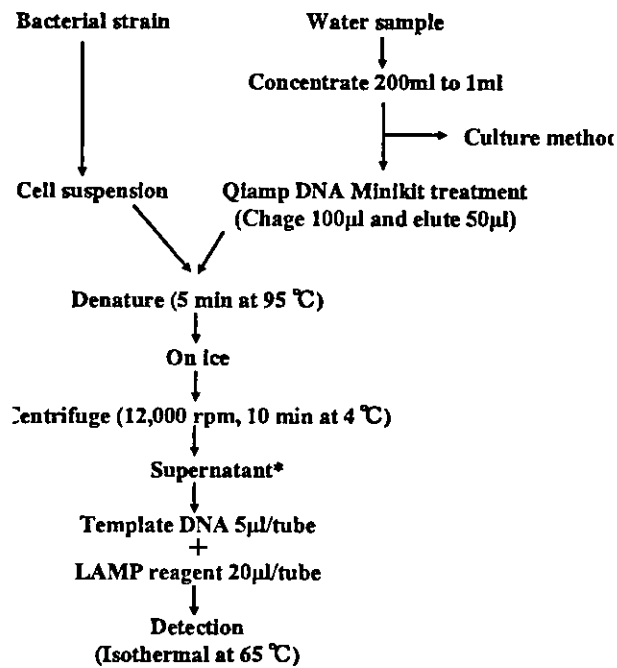 Bacterial strain
Water sample
Concentrate 200ml to 1ml
Culture method
Cell suspension
Qiamp DNA Minikit treatment
(Chage 100μl and elute 50μl)
Denature (5 min at 95 ℃)
On ice
Centrifuge (12,000 rpm, 10 min at 4 ℃)
Supernatant*
Template DNA 5μl/tube
+
LAMP reagent 20μl/tube
Detection
(Isothermal at 65 ℃)